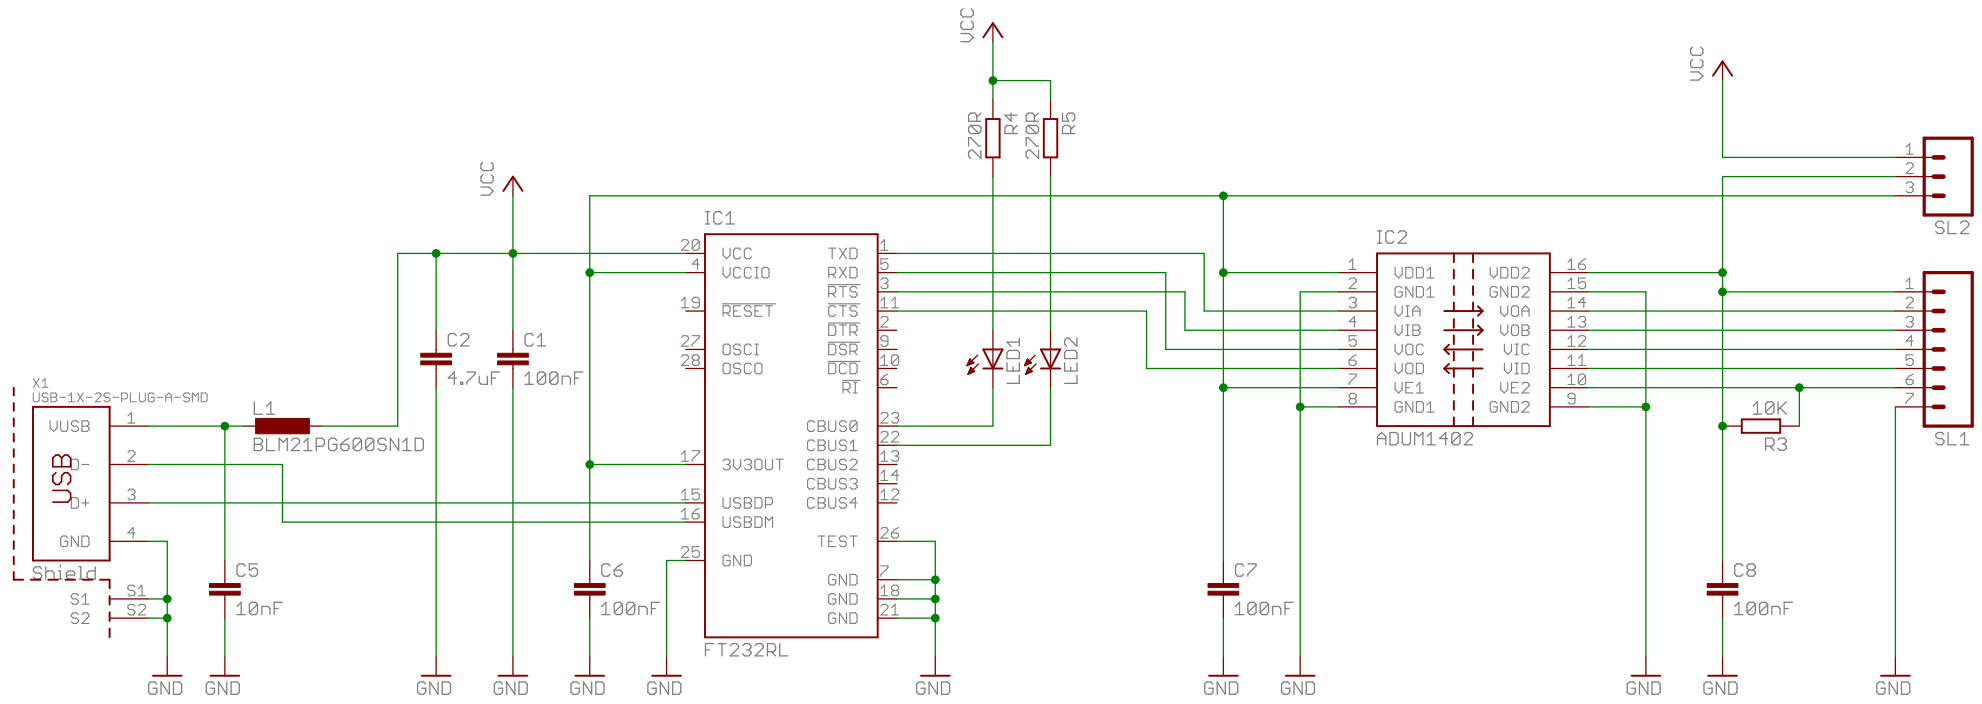 VCC
VCC
VCC
270R
R4
270R
R5
X1
USB-1X-2S-PLUG-A-SMD
VUSB 1
D- 2
D+ 3
GND 4
USB
Shield
S1 S1
S2 S2
L1
BLM21PG600SN1D
C5
10nF
C2
4.7uF
C1
100nF
C6
100nF
IC1
20 VCC TXD 1
4 VCCIO RXD 5
RTS 3
19 RESET CTS 11
DTR 2
27 OSCI DSR 9
28 OSCO DCD 10
RI 6
CBUS0 23
CBUS1 22
17 3V3OUT CBUS2 13
CBUS3 14
15 USBDP CBUS4 12
16 USBDM
TEST 26
25 GND
GND 7
GND 18
GND 21
FT232RL
LED1
LED2
IC2
1 VDD1 VDD2 16
2 GND1 GND2 15
3 VIA VOA 14
4 VIB VOB 13
5 VOC VIC 12
6 VOD VID 11
7 VE1 VE2 10
8 GND1 GND2 9
ADUM1402
C7
100nF
C8
100nF
10K
R3
1
2
3
SL2
1
2
3
4
5
6
7
SL1
GND GND GND GND GND GND GND GND GND GND GND GND